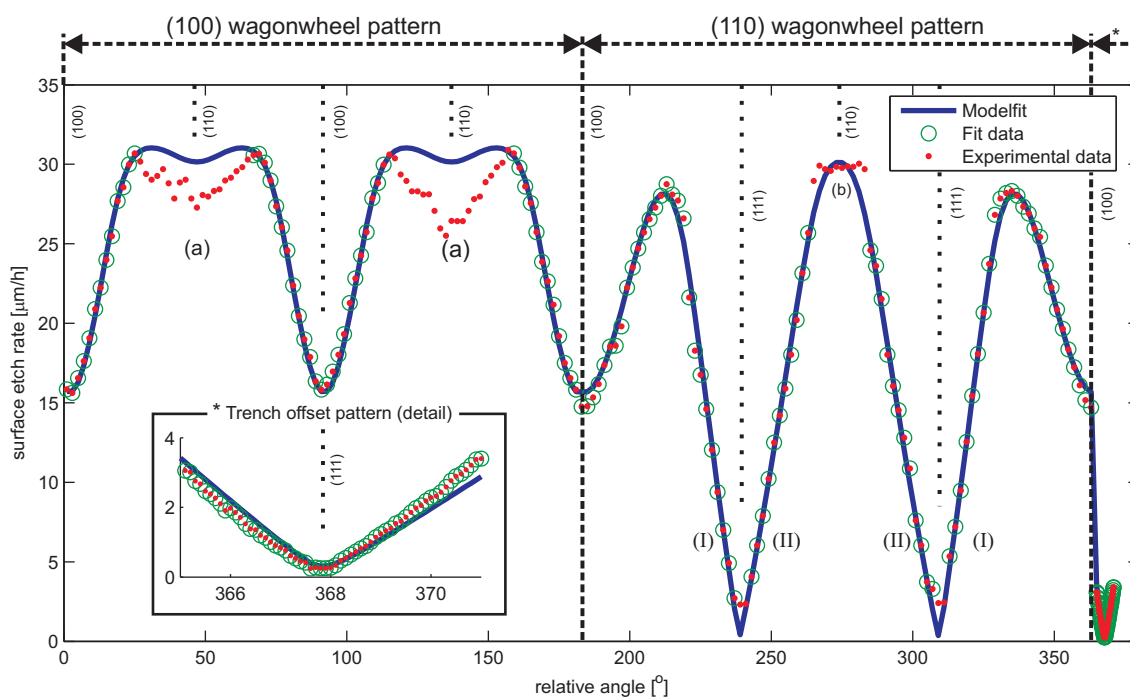 (100) wagonwheel pattern
(110) wagonwheel pattern
*
35
30
25
20
15
10
5
0
surface etch rate [μm/h]
(100)
(110)
(100)
(110)
(100)
(111)
(110)
(111)
(100)
Modelfit
Fit data
Experimental data
(a)
(a)
(b)
(I)
(II)
(II)
(I)
* Trench offset pattern (detail)
4
2
0
366
368
370
(111)
0
50
100
150
200
250
300
350
relative angle [°]